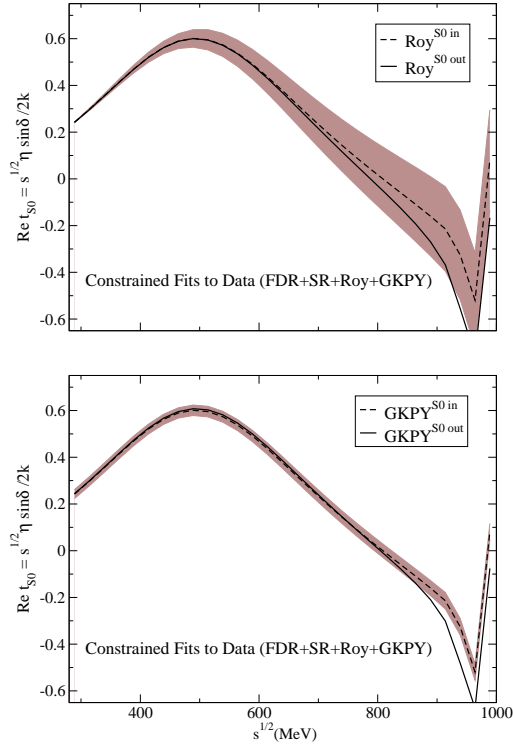 0.6
0.4
0.2
0
-0.2
-0.4
-0.6
Re t_S0 = s^1/2 η sinδ /2k
Roy^S0 in
Roy^S0 out
Constrained Fits to Data (FDR+SR+Roy+GKPY)
0.6
0.4
0.2
0
-0.2
-0.4
-0.6
Re t_S0 = s^1/2 η sinδ /2k
GKPY^S0 in
GKPY^S0 out
Constrained Fits to Data (FDR+SR+Roy+GKPY)
400 600 800 1000
s^1/2(MeV)